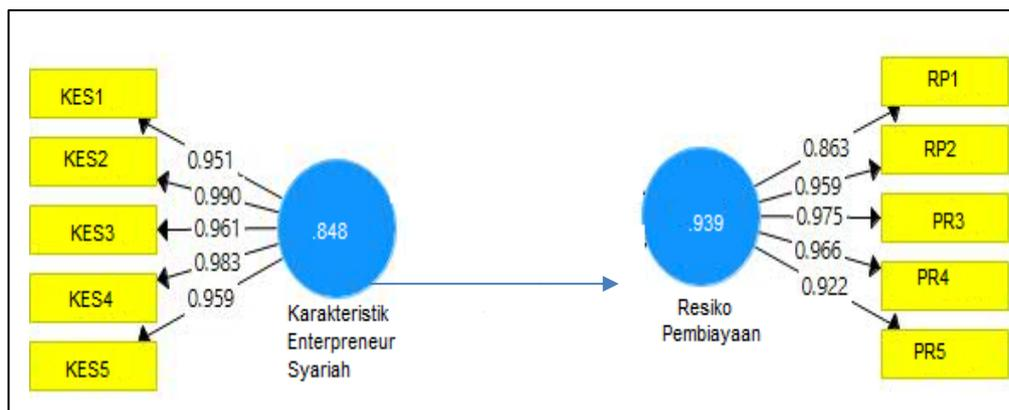 KES1
KES2
KES3
KES4
KES5
0.951
0.990
0.961
0.983
0.959
.848
Karakteristik
Enterpreneur
Syariah
.939
Resiko
Pembiayaan
0.863
0.959
0.975
0.966
0.922
RP1
RP2
PR3
PR4
PR5